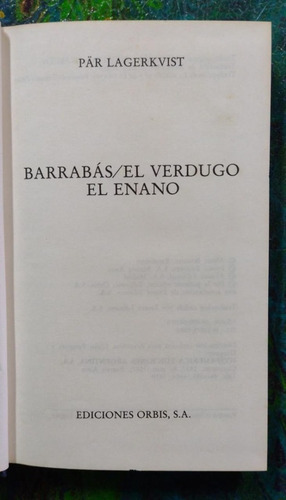 PÄR LAGERKVIST
BARRABÁS/EL VERDUGO
EL ENANO
EDICIONES ORBIS, S.A.